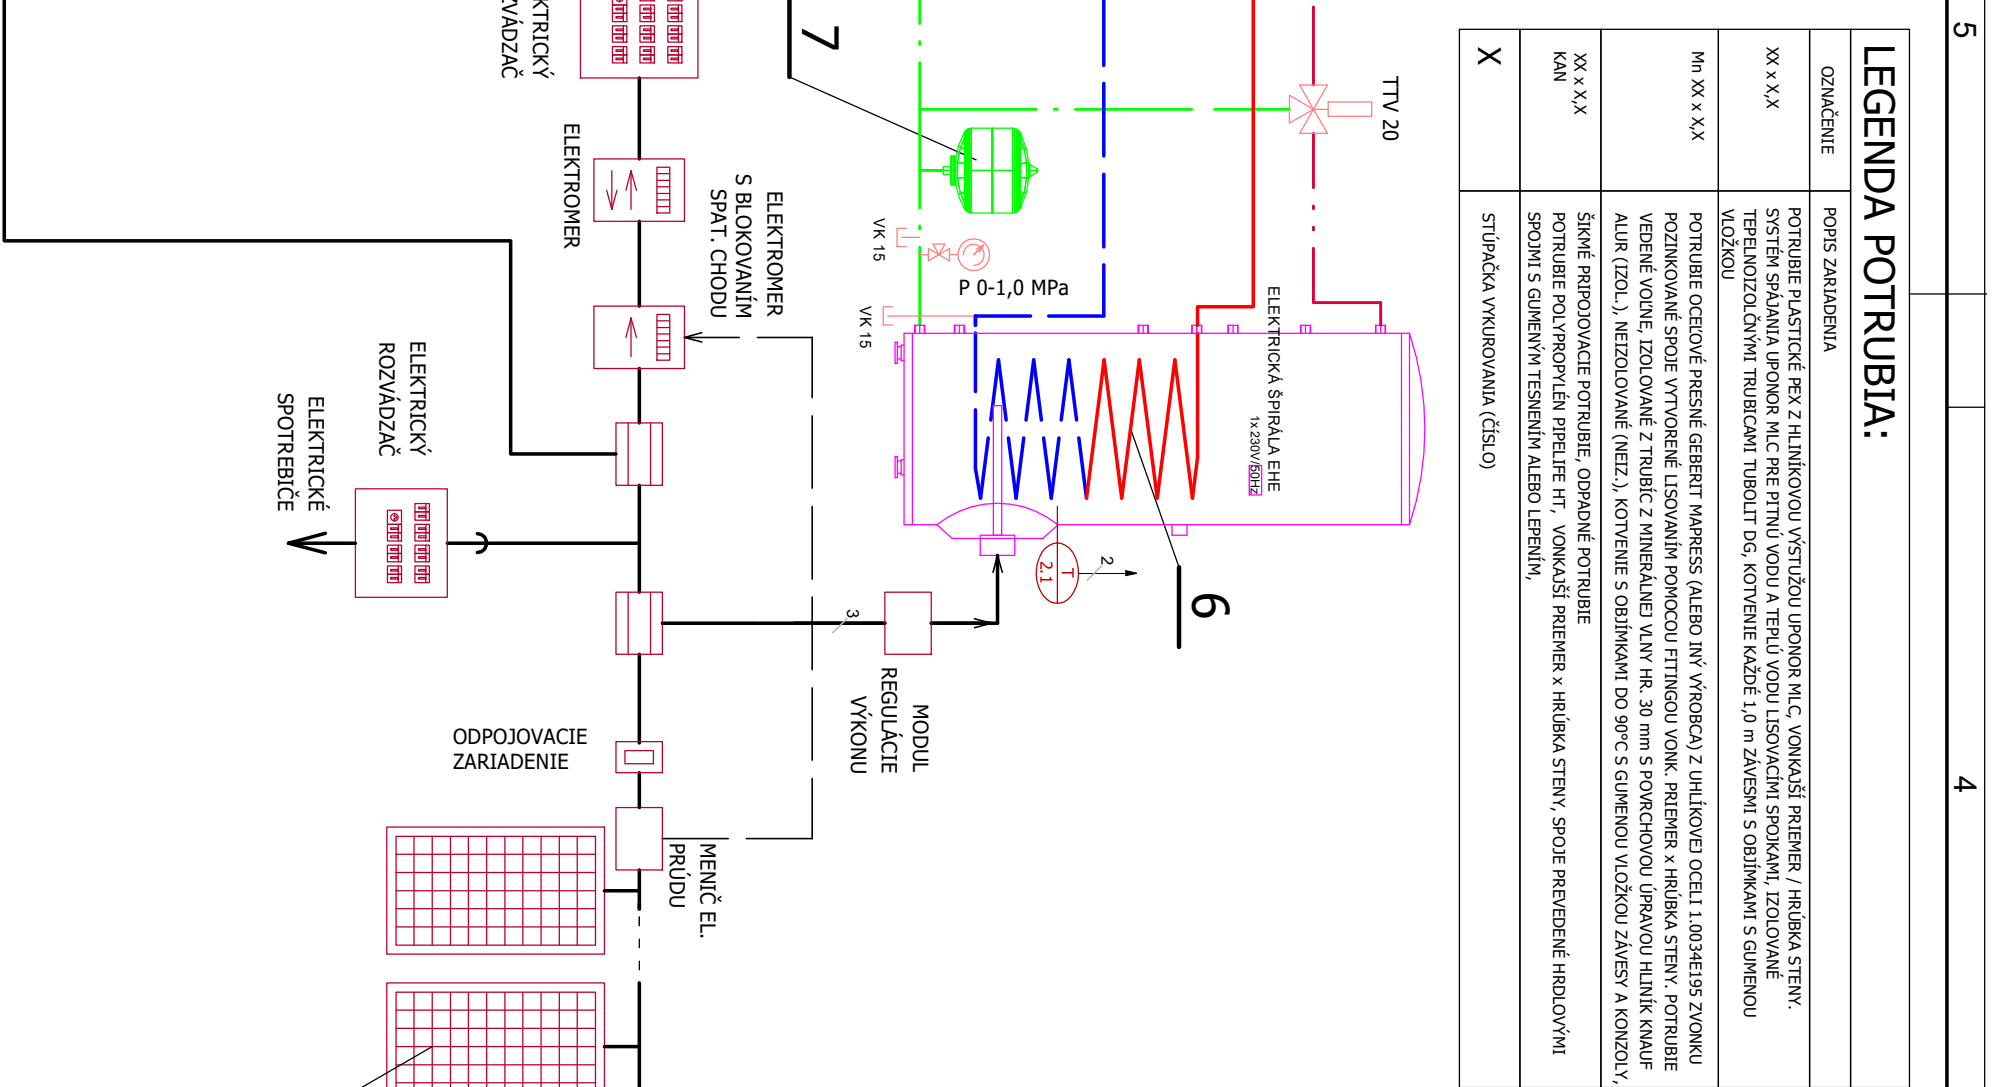 5
4
LEGENDA POTRUBIA:
OZNAČENIE
POPIS ZARIADENIA
XX x X,X
POTRUBIE PLASTICKÉ PEX Z HLINÍKOVOU VÝSTUŽOU UPONOR MLC, VONKAJŠÍ PRIEMER / HRÚBKA STENY.
SYSTÉM SPÁJANIA UPONOR MLC PRE PITNÚ VODU A TEPLÚ VODU LISOVACÍMI SPOJKAMI, IZOLOVANÉ
TEPELNOIZOLČNÝMI TRUBICAMI TUBOLIT DG, KOTVENIE KAŽDÉ 1,0 m ZÁVESMI S OBJÍMKAMI S GUMENOU
VLOŽKOU
Mn XX x X,X
POTRUBIE OCEĽOVÉ PRESNÉ GEBERIT MAPRESS (ALEBO INÝ VÝROBCA) Z UHLÍKOVEJ OCELI 1.0034E195 ZVONKU
POZINKOVANÉ SPOJE VYTVORENÉ LISOVANÍM POMOCOU FITINGOU VONK. PRIEMER x HRÚBKA STENY. POTRUBIE
VEDENÉ VOĽNE, IZOLOVANÉ Z TRUBÍC Z MINERÁLNEJ VLNY HR. 30 mm S POVRCHOVOU ÚPRAVOU HLINÍK KNAUF
ALUR (IZOL.), NEIZOLOVANÉ (NEIZ.), KOTVENIE S OBJÍMKAMI DO 90°C S GUMENOU VLOŽKOU ZÁVESY A KONZOLY,
XX x X,X
KAN
ŠIKMÉ PRIPOJOVACIE POTRUBIE, ODPADNÉ POTRUBIE
POTRUBIE POLYPROPYLÉN PIPELIFE HT, VONKAJŠÍ PRIEMER x HRÚBKA STENY, SPOJE PREVEDENÉ HRDLOVÝMI
SPOJMI S GUMENÝM TESNENÍM ALEBO LEPENÍM,
X
STÚPAČKA VYKUROVANIA (ČÍSLO)
TTV 20
ELEKTRICKÁ ŠPIRÁLA EHE
1x 230V/50Hz
6
7
2
T
2.1
P 0-1,0 MPa
VK 15
VK 15
3
MODUL
REGULÁCIE
VÝKONU
ELEKTROMER
S BLOKOVANÍM
SPAT. CHODU
MENIČ EL.
PRÚDU
ELEKTROMER
KTRICKÝ
ZVÁDZAČ
ODPOJOVACIE
ZARIADENIE
ELEKTRICKÝ
ROZVÁDZAČ
ELEKTRICKÉ
SPOTREBIČE